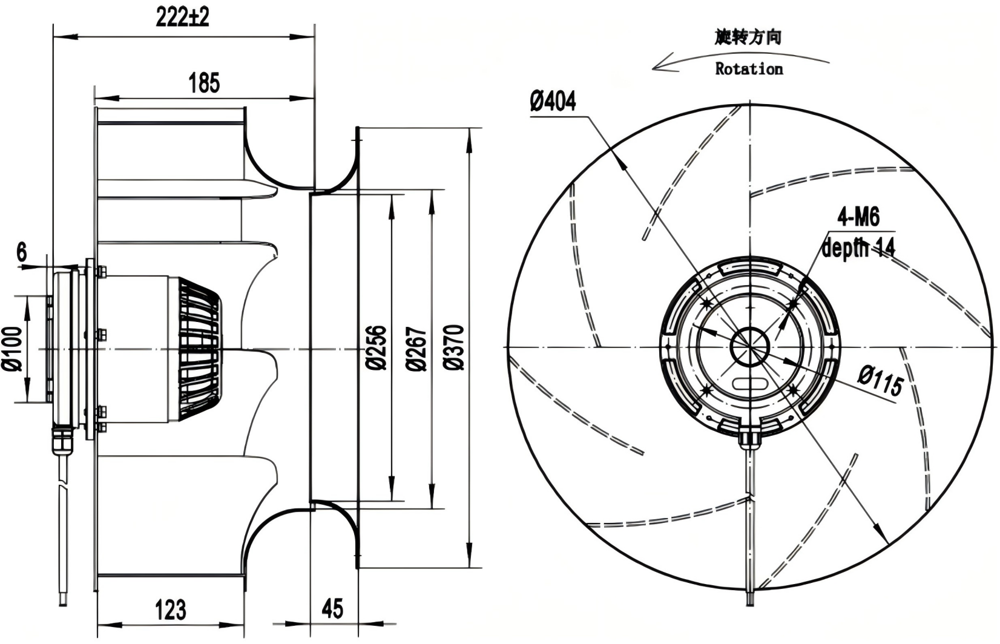 222±2
185
6
Ø100
123
45
Ø256
Ø267
Ø370
旋转方向
Rotation
Ø404
4-M6
depth 14
Ø115